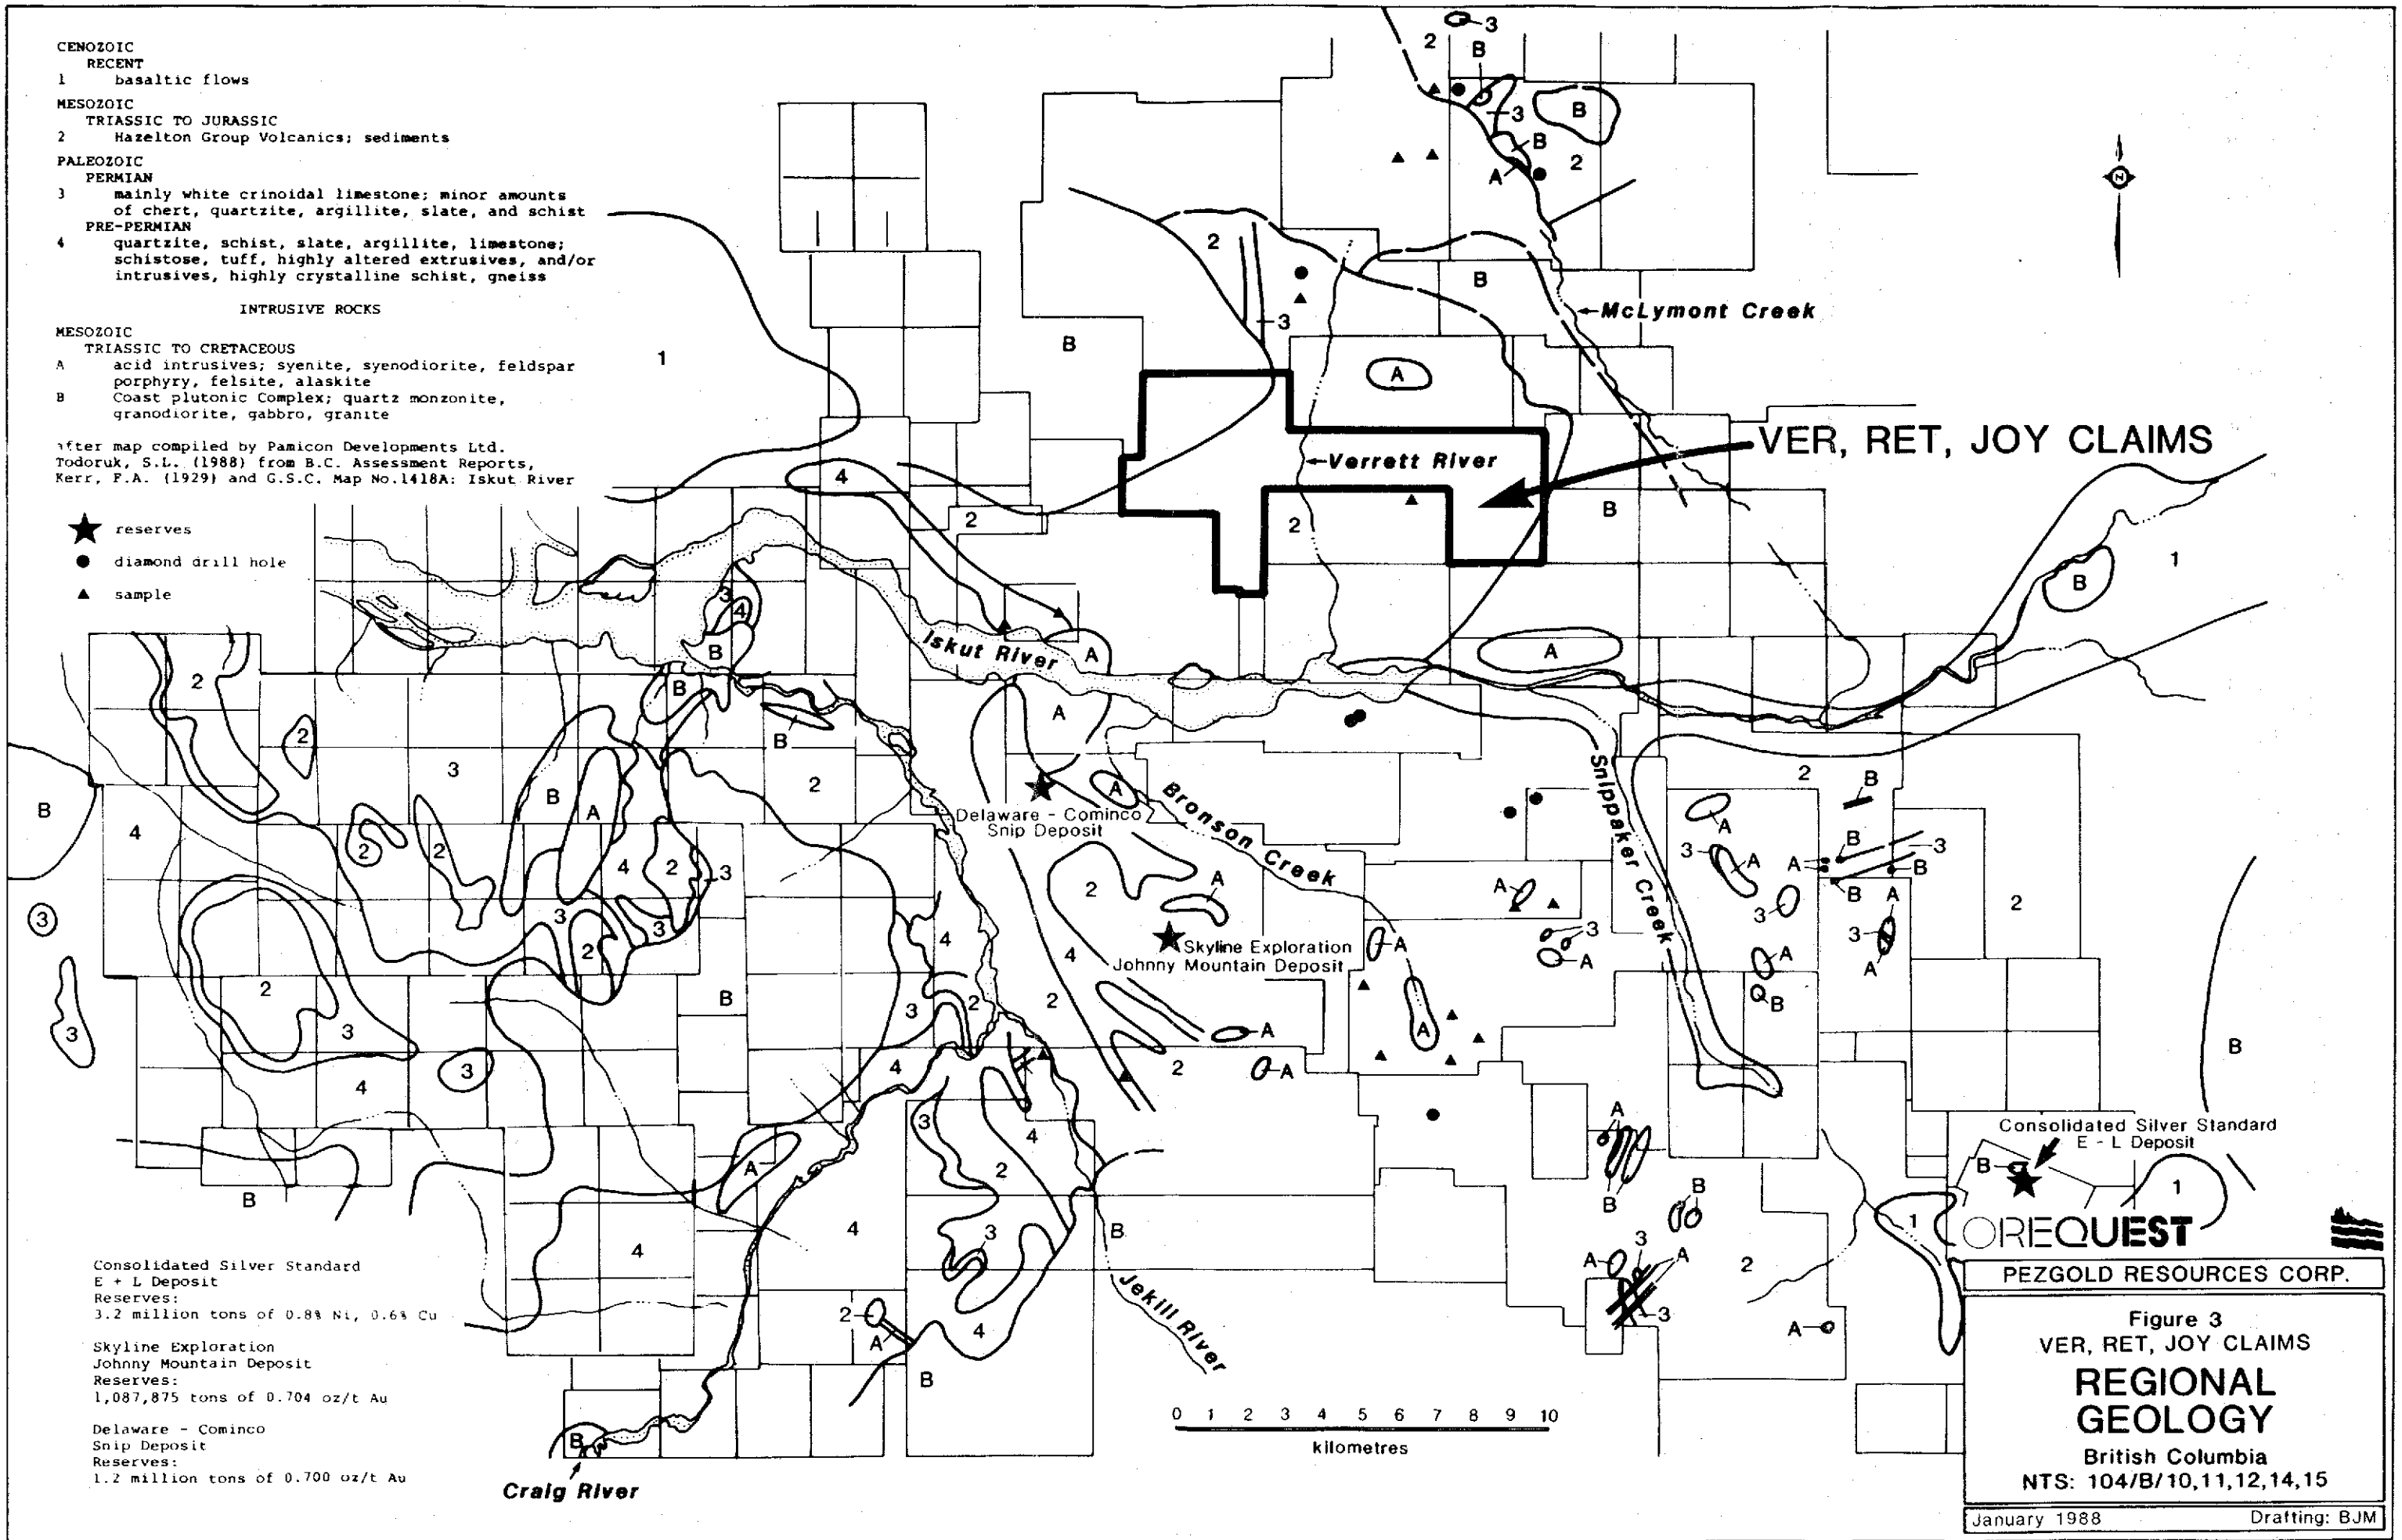 CENOZOIC
RECENT
1 basaltic flows
MESOZOIC
TRIASSIC TO JURASSIC
2 Hazelton Group Volcanics; sediments
PALEOZOIC
PERMIAN
3 mainly white crinoidal limestone; minor amounts
of chert, quartzite, argillite, slate, and schist
PRE-PERMIAN
4 quartzite, schist, slate, argillite, limestone;
schistose, tuff, highly altered extrusives, and/or
intrusives, highly crystalline schist, gneiss
INTRUSIVE ROCKS
MESOZOIC
TRIASSIC TO CRETACEOUS
A acid intrusives; syenite, syenodiorite, feldspar
porphyry, felsite, alaskite
B Coast plutonic Complex; quartz monzonite,
granodiorite, gabbro, granite
after map compiled by Pamicon Developments Ltd.
Todoruk, S.L. (1988) from B.C. Assessment Reports,
Kerr, F.A. (1929) and G.S.C. Map No.1418A: Iskut River
reserves
diamond drill hole
sample
N
McLymont Creek
VER, RET, JOY CLAIMS
Verrett River
Iskut River
Delaware - Cominco
Snip Deposit
Bronson Creek
Snippaker Creek
Skyline Exploration
Johnny Mountain Deposit
Consolidated Silver Standard
E - L Deposit
Jekill River
Craig River
Consolidated Silver Standard
E + L Deposit
Reserves:
3.2 million tons of 0.8% Ni, 0.6% Cu
Skyline Exploration
Johnny Mountain Deposit
Reserves:
1,087,875 tons of 0.704 oz/t Au
Delaware - Cominco
Snip Deposit
Reserves:
1.2 million tons of 0.700 oz/t Au
0 1 2 3 4 5 6 7 8 9 10
kilometres
OREQUEST
PEZGOLD RESOURCES CORP.
Figure 3
VER, RET, JOY CLAIMS
REGIONAL
GEOLOGY
British Columbia
NTS: 104/B/10,11,12,14,15
January 1988 Drafting: BJM